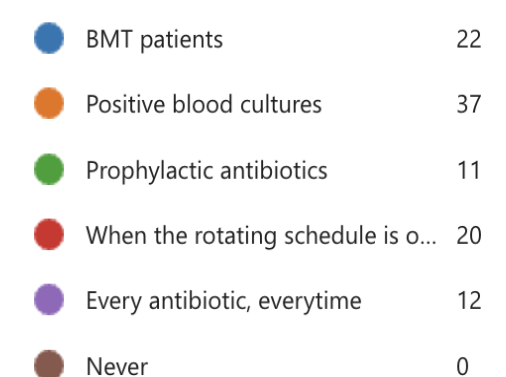 BMT patients 22
Positive blood cultures 37
Prophylactic antibiotics 11
When the rotating schedule is o... 20
Every antibiotic, everytime 12
Never 0